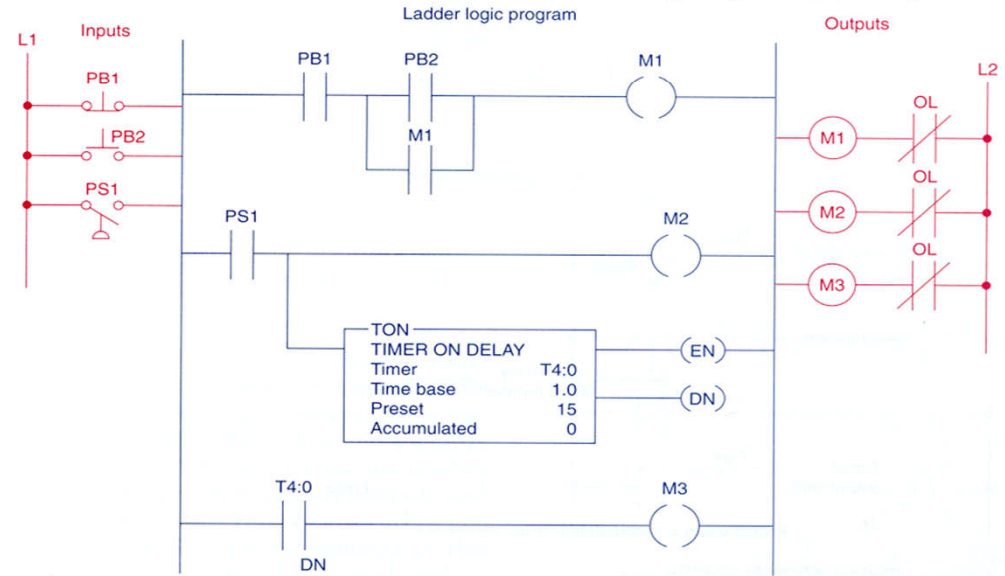 Ladder logic program
Inputs
Outputs
L1
L2
PB1
PB2
PS1
PB1
PB2
M1
M1
PS1
M2
TON
TIMER ON DELAY
Timer T4:0
Time base 1.0
Preset 15
Accumulated 0
EN
DN
T4:0
DN
M3
OL
M1
OL
M2
OL
M3